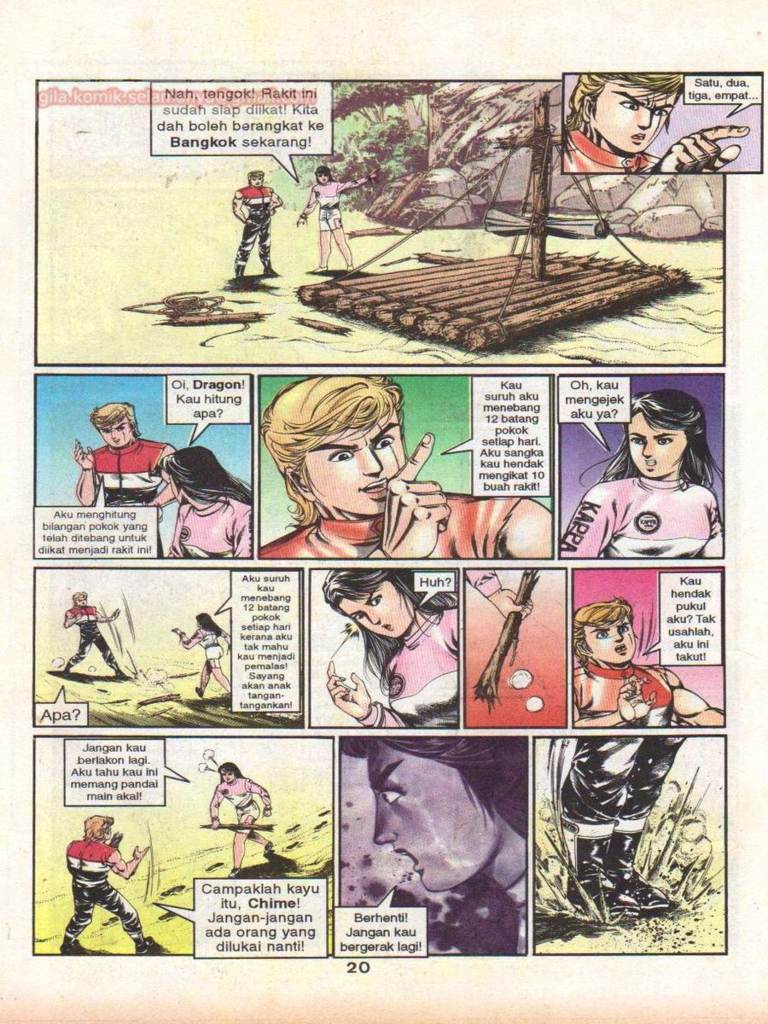 gila.komik.sela
Nah, tengok! Rakit ini
sudah siap diikat! Kita
dah boleh berangkat ke
Bangkok sekarang!
Satu, dua,
tiga, empat...
Oi, Dragon!
Kau hitung
apa?
Aku menghitung
bilangan pokok yang
telah ditebang untuk
diikat menjadi rakit ini!
Kau
suruh aku
menebang
12 batang
pokok
setiap hari.
Aku sangka
kau hendak
mengikat 10
buah rakit!
Oh, kau
mengejek
aku ya?
KAPPA
KAPPA
Apa?
Aku suruh
kau
menebang
12 batang
pokok
setiap hari
kerana aku
tak mahu
kau menjadi
pemalas!
Sayang
akan anak
tangan-
tangankan!
Huh?
Kau
hendak
pukul
aku? Tak
usahlah,
aku ini
takut!
Jangan kau
berlakon lagi.
Aku tahu kau ini
memang pandai
main akal!
Campaklah kayu
itu, Chime!
Jangan-jangan
ada orang yang
dilukai nanti!
Berhenti!
Jangan kau
bergerak lagi!
20